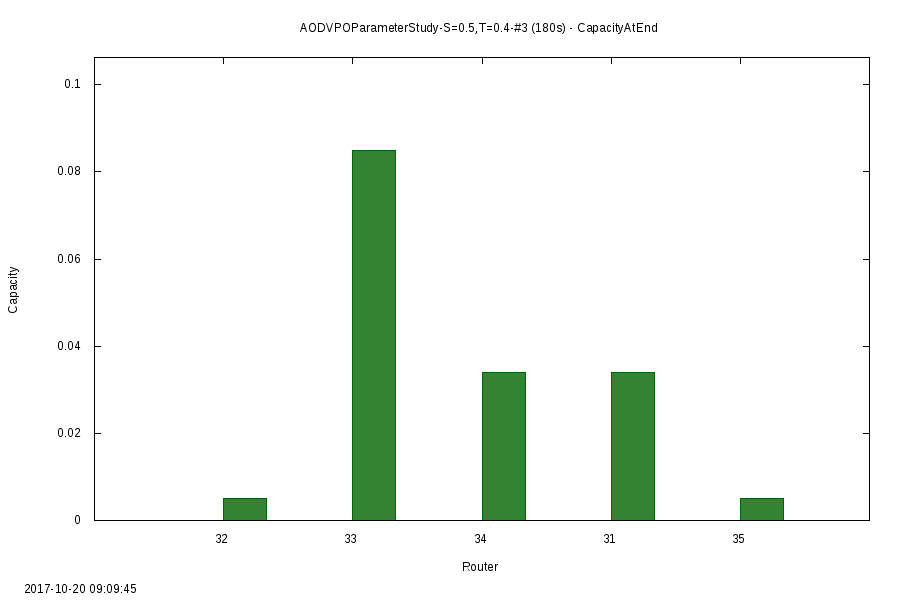 AODVPOParameterStudy-S=0.5,T=0.4-#3 (180s) - CapacityAtEnd
0.1
0.08
0.06
0.04
0.02
0
Capacity
32 33 34 31 35
Router
2017-10-20 09:09:45